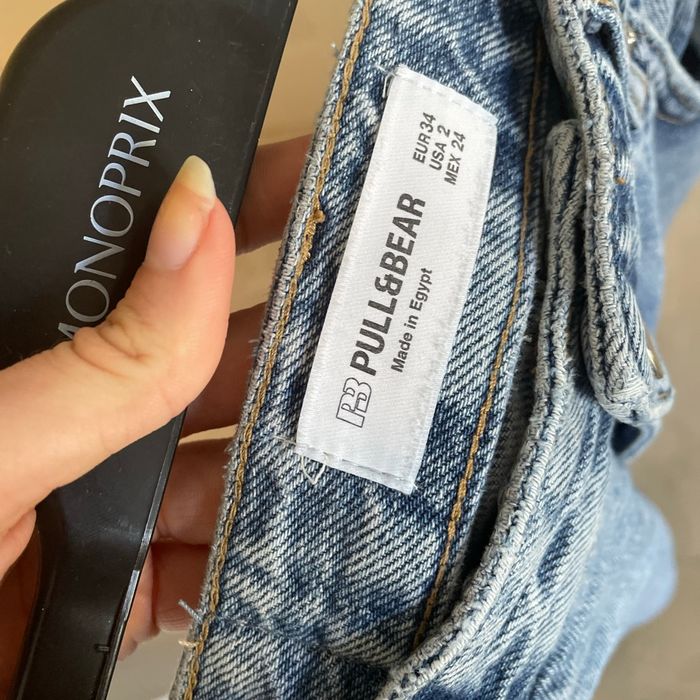 MONOPRIX
PULL&BEAR
Made in Egypt
EUR 34
USA 2
MEX 24